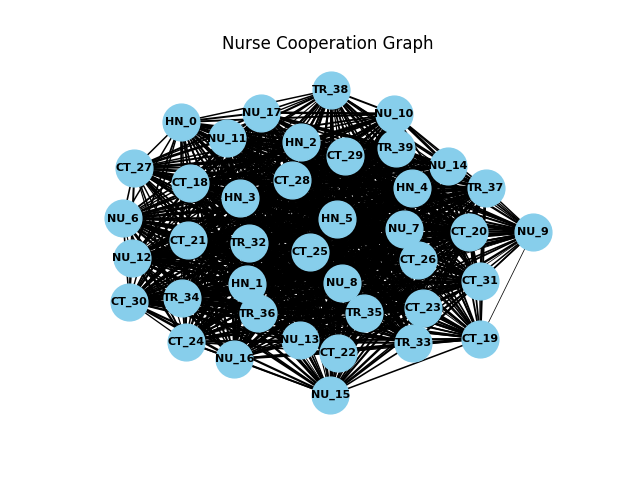 Nurse Cooperation Graph
TR_38
NU_17
NU_10
HN_0
NU_11
HN_2
TR_39
CT_29
NU_14
CT_27
CT_28
CT_18
HN_4
TR_37
HN_3
NU_6
HN_5
NU_7
CT_20
NU_9
CT_21
TR_32
CT_25
NU_12
CT_26
CT_31
NU_8
HN_1
TR_34
CT_30
CT_23
TR_36
TR_35
CT_19
NU_13
CT_24
TR_33
CT_22
NU_16
NU_15